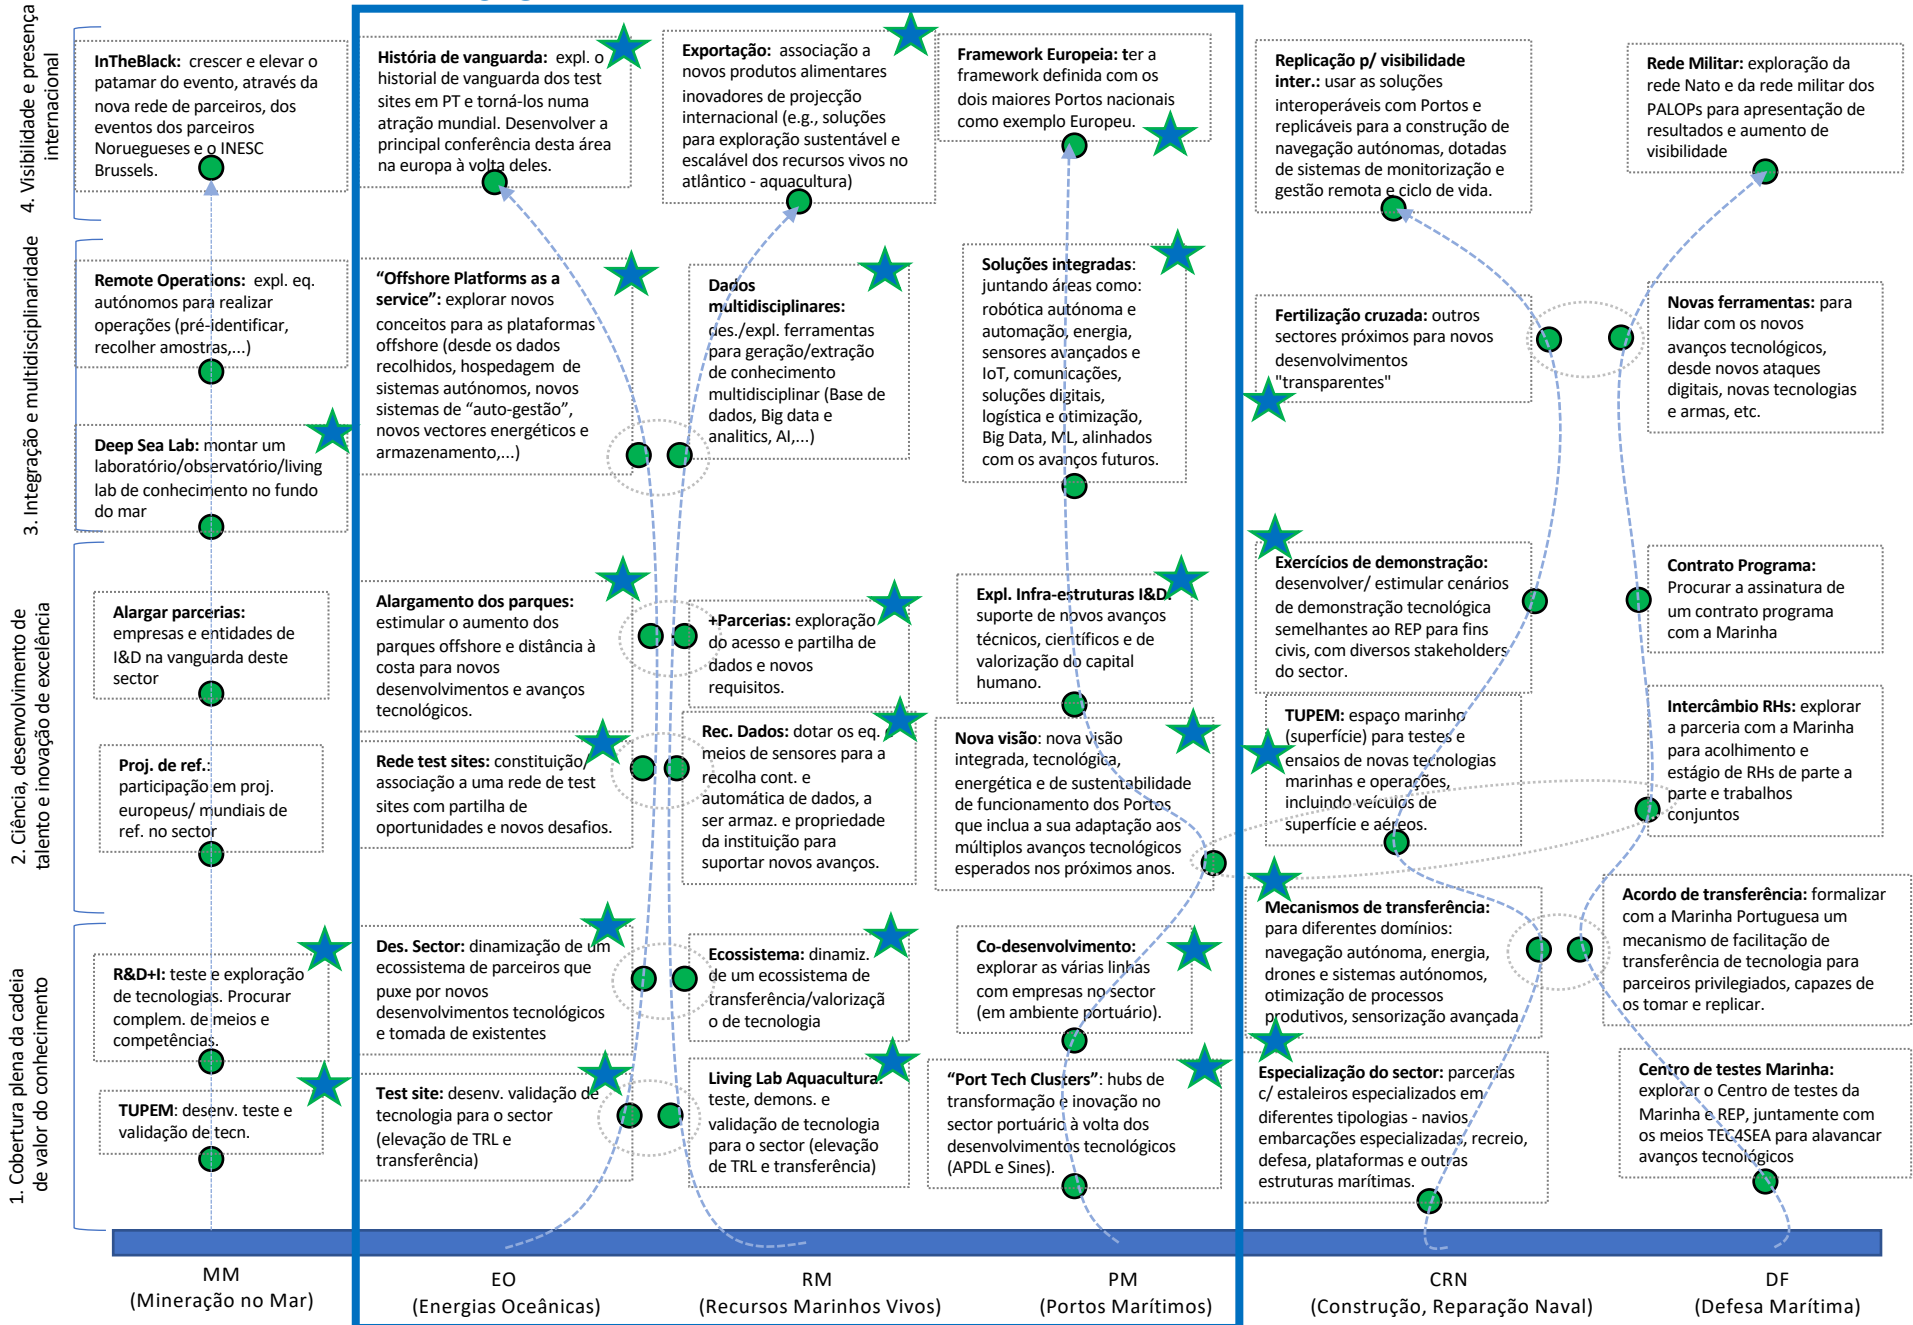 4. Visibilidade e presença
internacional
InTheBlack: crescer e elevar o
patamar do evento, através da
nova rede de parceiros, dos
eventos dos parceiros
Noruegueses e o INESC
Brussels.
História de vanguarda: expl. o
historial de vanguarda dos test
sites em PT e torná-los numa
atração mundial. Desenvolver a
principal conferência desta área
na europa à volta deles.
Exportação: associação a
novos produtos alimentares
inovadores de projecção
internacional (e.g., soluções
para exploração sustentável e
escalável dos recursos vivos no
atlântico - aquacultura)
Framework Europeia: ter a
framework definida com os
dois maiores Portos nacionais
como exemplo Europeu.
Replicação p/ visibilidade
inter.: usar as soluções
interoperáveis com Portos e
replicáveis para a construção de
navegação autónomas, dotadas
de sistemas de monitorização e
gestão remota e ciclo de vida.
Rede Militar: exploração da
rede Nato e da rede militar dos
PALOPs para apresentação de
resultados e aumento de
visibilidade
3. Integração e multidisciplinaridade
Remote Operations: expl. eq.
autónomos para realizar
operações (pré-identificar,
recolher amostras,...)
Deep Sea Lab: montar um
laboratório/observatório/living
lab de conhecimento no fundo
do mar
“Offshore Platforms as a
service”: explorar novos
conceitos para as plataformas
offshore (desde os dados
recolhidos, hospedagem de
sistemas autónomos, novos
sistemas de “auto-gestão”,
novos vectores energéticos e
armazenamento,...)
Dados
multidisciplinares:
des./expl. ferramentas
para geração/extração
de conhecimento
multidisciplinar (Base de
dados, Big data e
analitics, AI,...)
Soluções integradas:
juntando áreas como:
robótica autónoma e
automação, energia,
sensores avançados e
IoT, comunicações,
soluções digitais,
logística e otimização,
Big Data, ML, alinhados
com os avanços futuros.
Fertilização cruzada: outros
sectores próximos para novos
desenvolvimentos
"transparentes"
Novas ferramentas: para
lidar com os novos
avanços tecnológicos,
desde novos ataques
digitais, novas tecnologias
e armas, etc.
2. Ciência, desenvolvimento de
talento e inovação de excelência
Alargar parcerias:
empresas e entidades de
I&D na vanguarda deste
sector
Proj. de ref.:
participação em proj.
europeus/ mundiais de
ref. no sector
Alargamento dos parques:
estimular o aumento dos
parques offshore e distância à
costa para novos
desenvolvimentos e avanços
tecnológicos.
Rede test sites: constituição/
associação a uma rede de test
sites com partilha de
oportunidades e novos desafios.
+Parcerias: exploração
do acesso e partilha de
dados e novos
requisitos.
Rec. Dados: dotar os eq.
meios de sensores para a
recolha cont. e
automática de dados, a
ser armaz. e propriedade
da instituição para
suportar novos avanços.
Expl. Infra-estruturas I&D:
suporte de novos avanços
técnicos, científicos e de
valorização do capital
humano.
Nova visão: nova visão
integrada, tecnológica,
energética e de sustentabilidade
de funcionamento dos Portos
que inclua a sua adaptação aos
múltiplos avanços tecnológicos
esperados nos próximos anos.
Exercícios de demonstração:
desenvolver/ estimular cenários
de demonstração tecnológica
semelhantes ao REP para fins
civis, com diversos stakeholders
do sector.
TUPEM: espaço marinho
(superfície) para testes e
ensaios de novas tecnologias
marinhas e operações,
incluindo veículos de
superfície e aéreos.
Contrato Programa:
Procurar a assinatura de
um contrato programa
com a Marinha
Intercâmbio RHs: explorar
a parceria com a Marinha
para acolhimento e
estágio de RHs de parte a
parte e trabalhos
conjuntos
1. Cobertura plena da cadeia
de valor do conhecimento
R&D+I: teste e exploração
de tecnologias. Procurar
complem. de meios e
competências.
TUPEM: desenv. teste e
validação de tecn.
Des. Sector: dinamização de um
ecossistema de parceiros que
puxe por novos
desenvolvimentos tecnológicos
e tomada de existentes
Test site: desenv. validação de
tecnologia para o sector
(elevação de TRL e
transferência)
Ecossistema: dinamiz.
de um ecossistema de
transferência/valorizaçã
o de tecnologia
Living Lab Aquacultura:
teste, demons. e
validação de tecnologia
para o sector (elevação
de TRL e transferência)
Co-desenvolvimento:
explorar as várias linhas
com empresas no sector
(em ambiente portuário).
“Port Tech Clusters”: hubs de
transformação e inovação no
sector portuário à volta dos
desenvolvimentos tecnológicos
(APDL e Sines).
Mecanismos de transferência:
para diferentes domínios:
navegação autónoma, energia,
drones e sistemas autónomos,
otimização de processos
produtivos, sensorização avançada
Especialização do sector: parcerias
c/ estaleiros especializados em
diferentes tipologias - navios
embarcações especializadas, recreio,
defesa, plataformas e outras
estruturas marítimas.
Acordo de transferência: formalizar
com a Marinha Portuguesa um
mecanismo de facilitação de
transferência de tecnologia para
parceiros privilegiados, capazes de
os tomar e replicar.
Centro de testes Marinha:
explorar o Centro de testes da
Marinha e REP, juntamente com
os meios TEC4SEA para alavancar
avanços tecnológicos
MM
(Mineração no Mar)
EO
(Energias Oceânicas)
RM
(Recursos Marinhos Vivos)
PM
(Portos Marítimos)
CRN
(Construção, Reparação Naval)
DF
(Defesa Marítima)